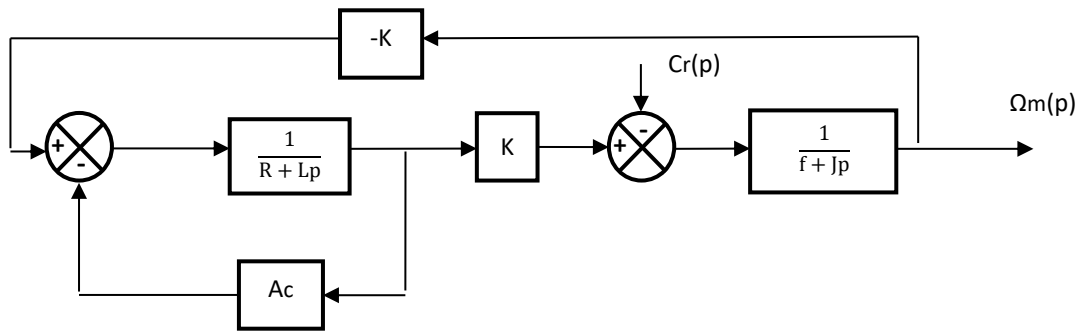 -K
Cr(p)
Ωm(p)
+
-
1
R + Lp
K
+
-
1
f + Jp
Ac